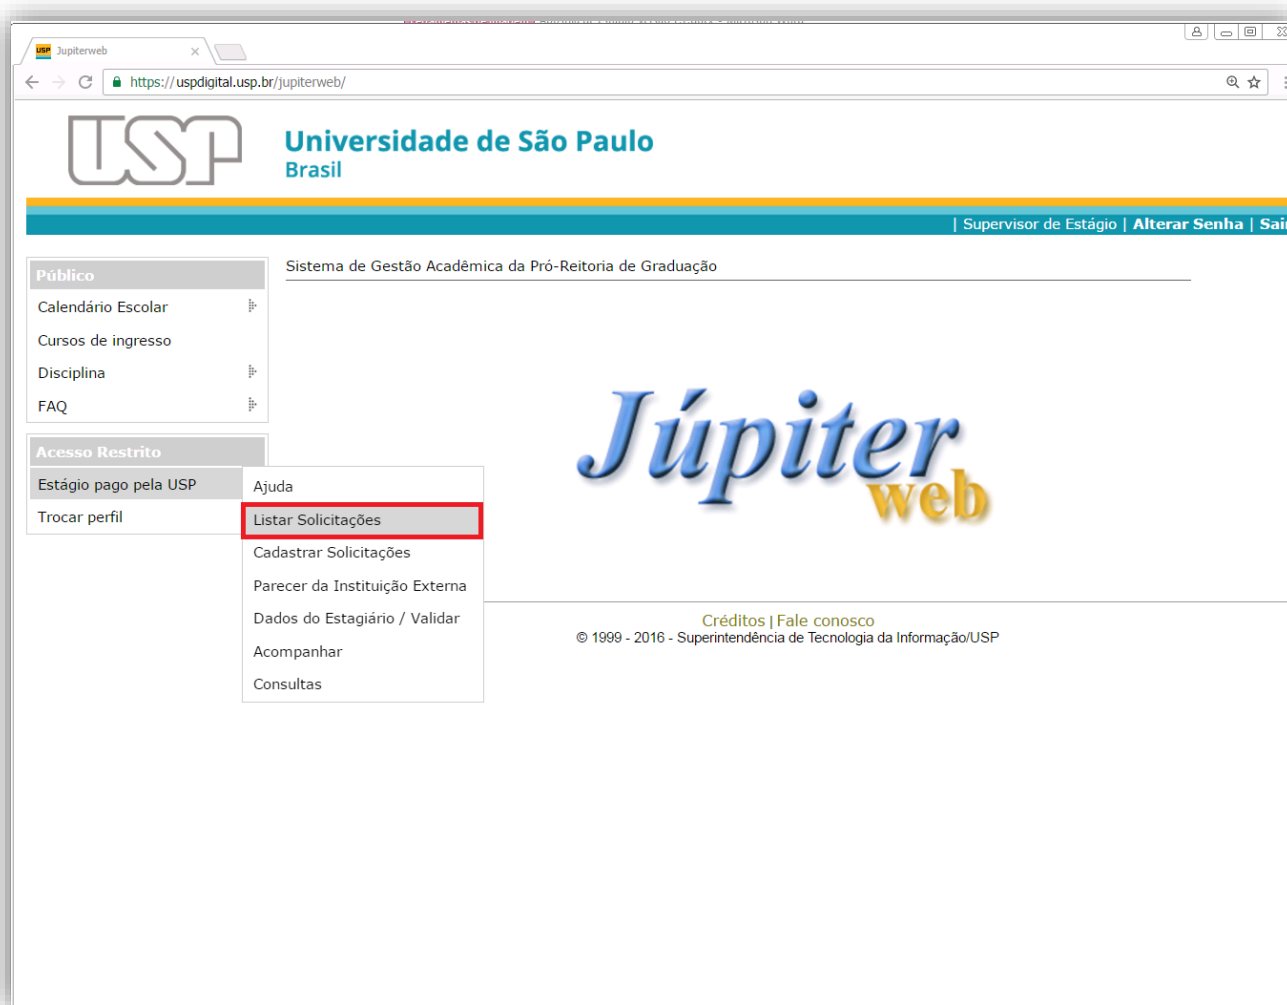 Jupiterweb
https://uspdigital.usp.br/jupiterweb/
USP
Universidade de São Paulo
Brasil
| Supervisor de Estágio | Alterar Senha | Sair
Sistema de Gestão Acadêmica da Pró-Reitoria de Graduação
Público
Calendário Escolar
Cursos de ingresso
Disciplina
FAQ
Acesso Restrito
Estágio pago pela USP
Trocar perfil
Ajuda
Listar Solicitações
Cadastrar Solicitações
Parecer da Instituição Externa
Dados do Estagiário / Validar
Acompanhar
Consultas
Júpiter
web
Créditos | Fale conosco
© 1999 - 2016 - Superintendência de Tecnologia da Informação/USP